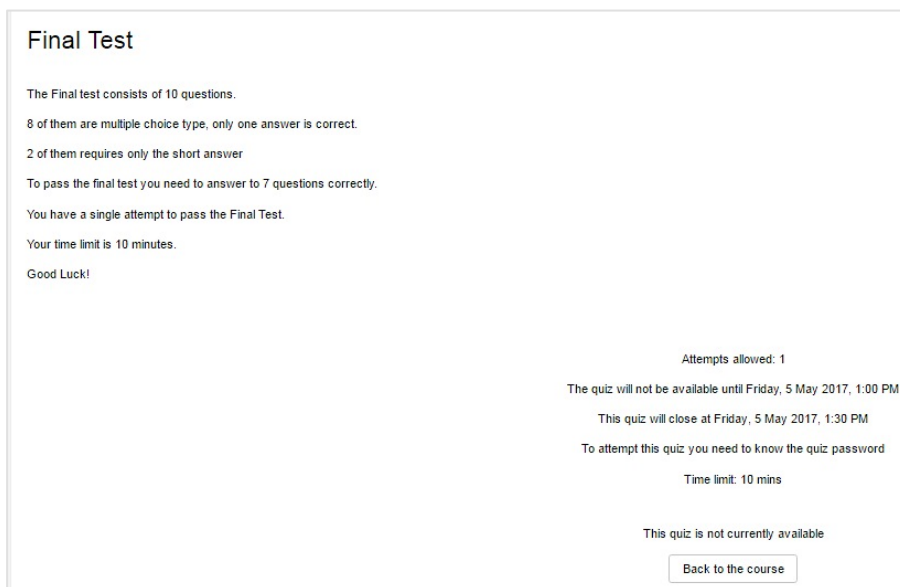 Final Test
The Final test consists of 10 questions.
8 of them are multiple choice type, only one answer is correct.
2 of them requires only the short answer
To pass the final test you need to answer to 7 questions correctly.
You have a single attempt to pass the Final Test.
Your time limit is 10 minutes.
Good Luck!
Attempts allowed: 1
The quiz will not be available until Friday, 5 May 2017, 1:00 PM
This quiz will close at Friday, 5 May 2017, 1:30 PM
To attempt this quiz you need to know the quiz password
Time limit: 10 mins
This quiz is not currently available
Back to the course